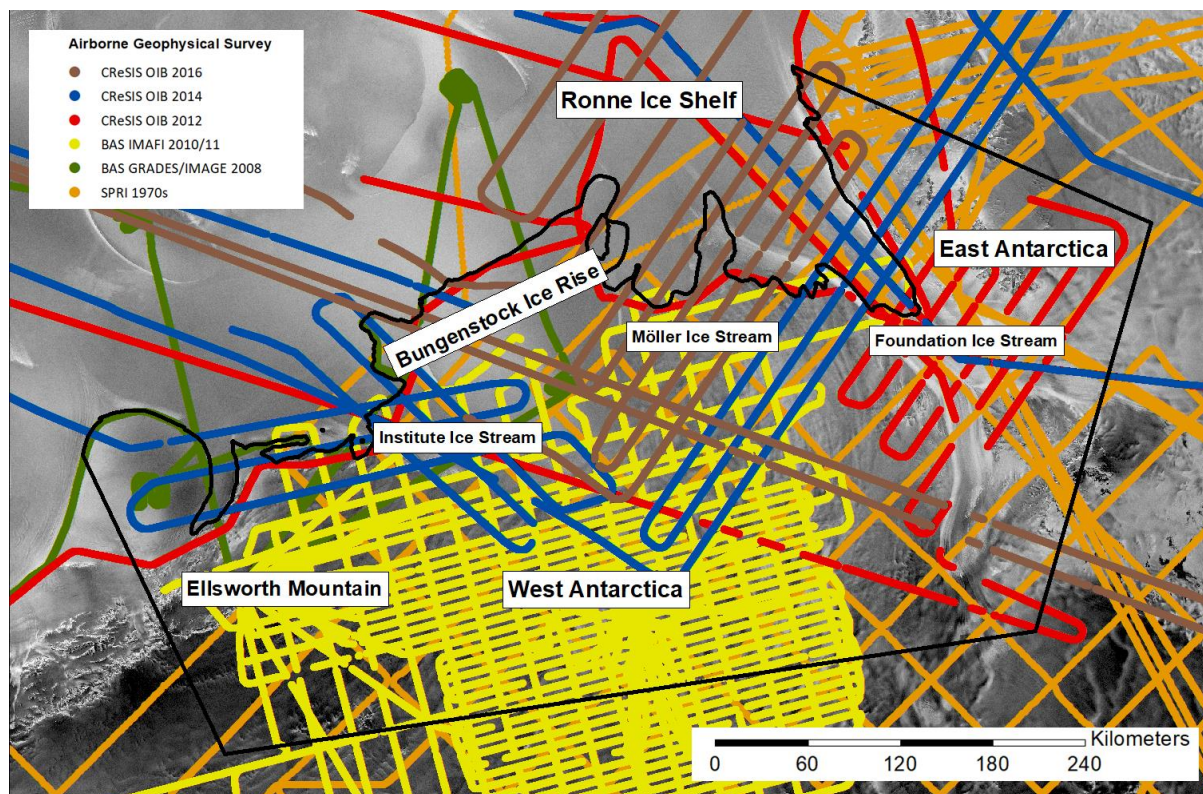 Airborne Geophysical Survey
CReSIS OIB 2016
CReSIS OIB 2014
CReSIS OIB 2012
BAS IMAFI 2010/11
BAS GRADES/IMAGE 2008
SPRI 1970s
Ronne Ice Shelf
East Antarctica
Bungenstock Ice Rise
Möller Ice Stream
Foundation Ice Stream
Institute Ice Stream
Ellsworth Mountain
West Antarctica
Kilometers
0 60 120 180 240